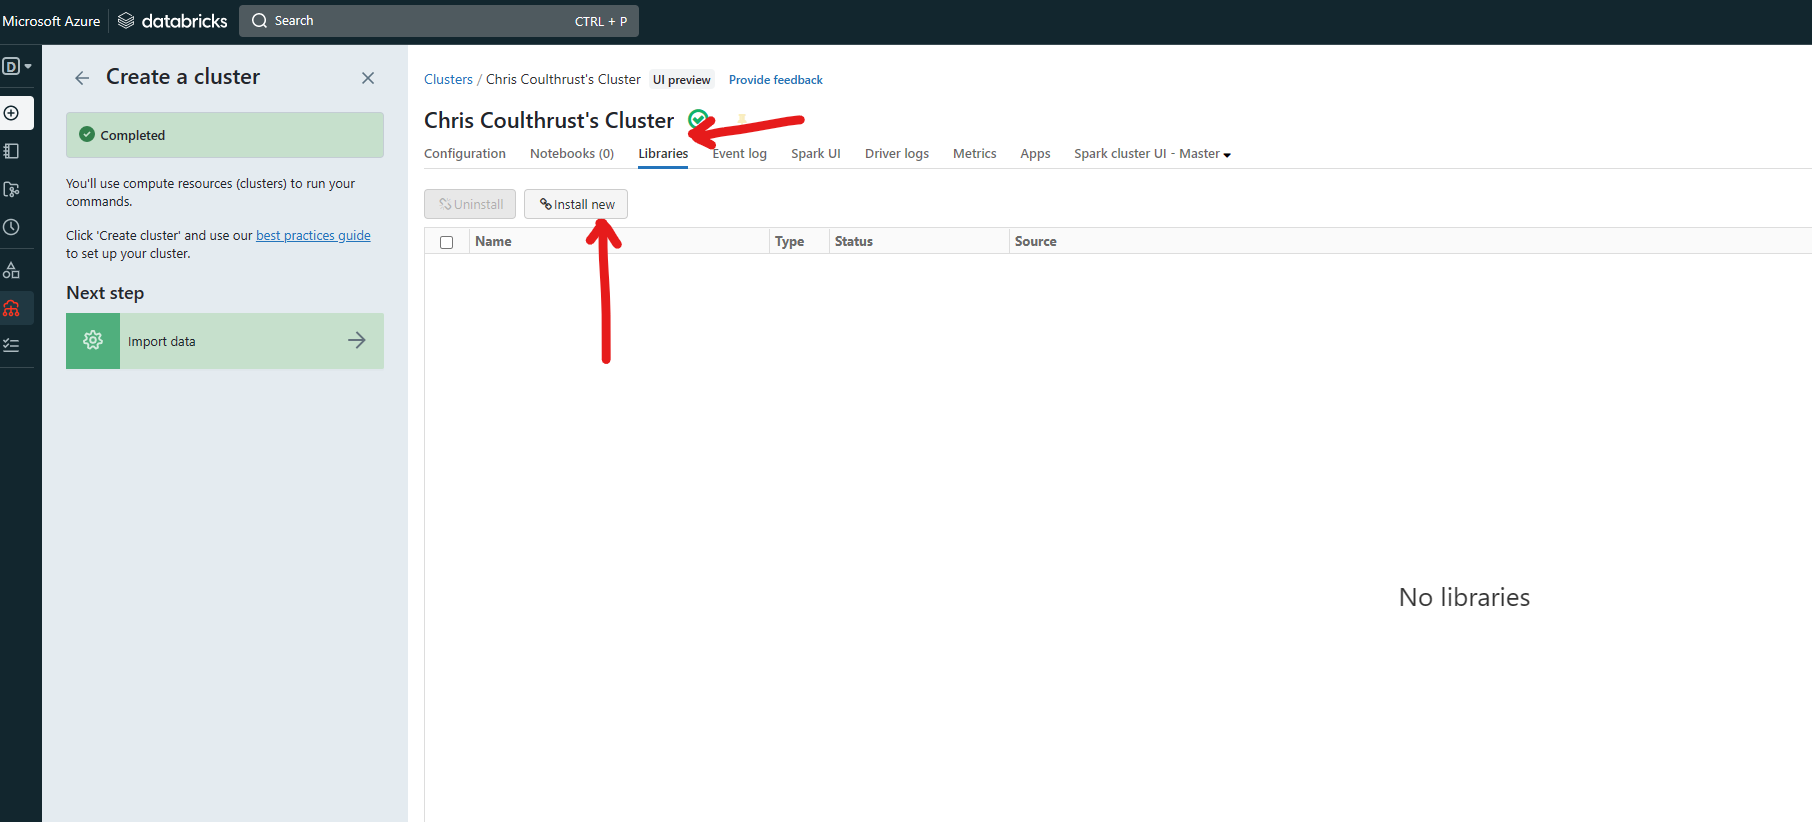 Microsoft Azure databricks Search CTRL + P
D
Create a cluster
Completed
You'll use compute resources (clusters) to run your
commands.
Click 'Create cluster' and use our best practices guide
to set up your cluster.
Next step
Import data
Clusters / Chris Coulthrust's Cluster UI preview Provide feedback
Chris Coulthrust's Cluster
Configuration Notebooks (0) Libraries Event log Spark UI Driver logs Metrics Apps Spark cluster UI - Master
Uninstall Install new
Name Type Status Source
No libraries